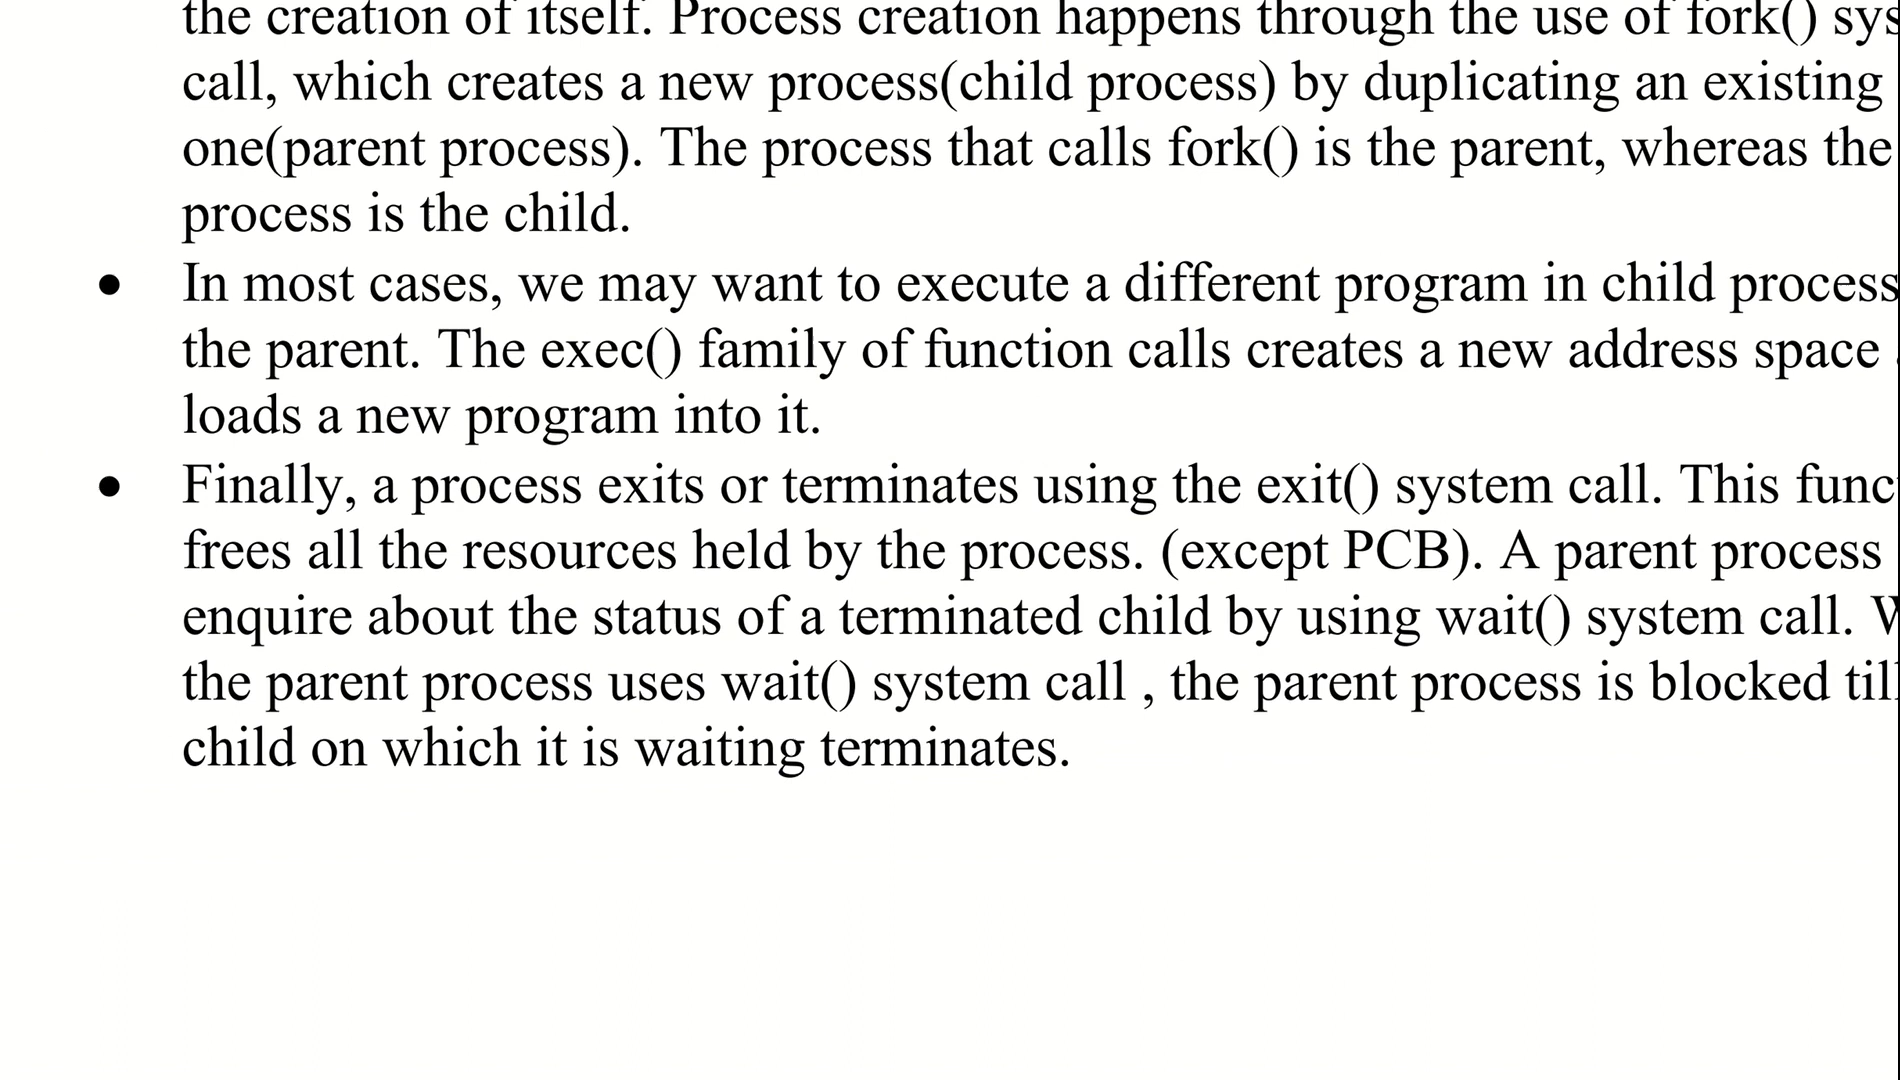 the creation of itself. Process creation happens through the use of fork() sys
call, which creates a new process(child process) by duplicating an existing
one(parent process). The process that calls fork() is the parent, whereas the
process is the child.
• In most cases, we may want to execute a different program in child process
the parent. The exec() family of function calls creates a new address space
loads a new program into it.
• Finally, a process exits or terminates using the exit() system call. This func
frees all the resources held by the process. (except PCB). A parent process
enquire about the status of a terminated child by using wait() system call.
the parent process uses wait() system call , the parent process is blocked till
child on which it is waiting terminates.